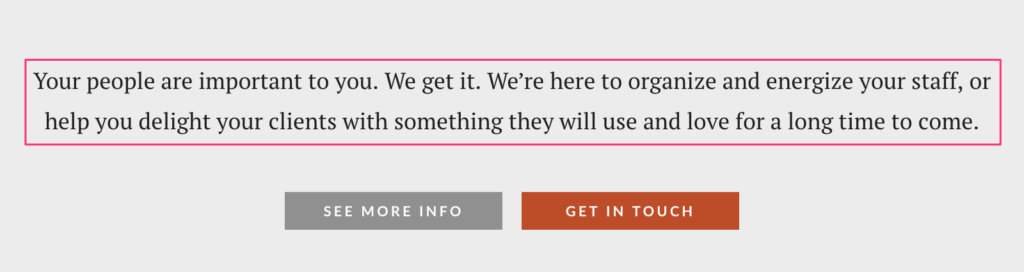 Your people are important to you. We get it. We’re here to organize and energize your staff, or
help you delight your clients with something they will use and love for a long time to come.
SEE MORE INFO
GET IN TOUCH